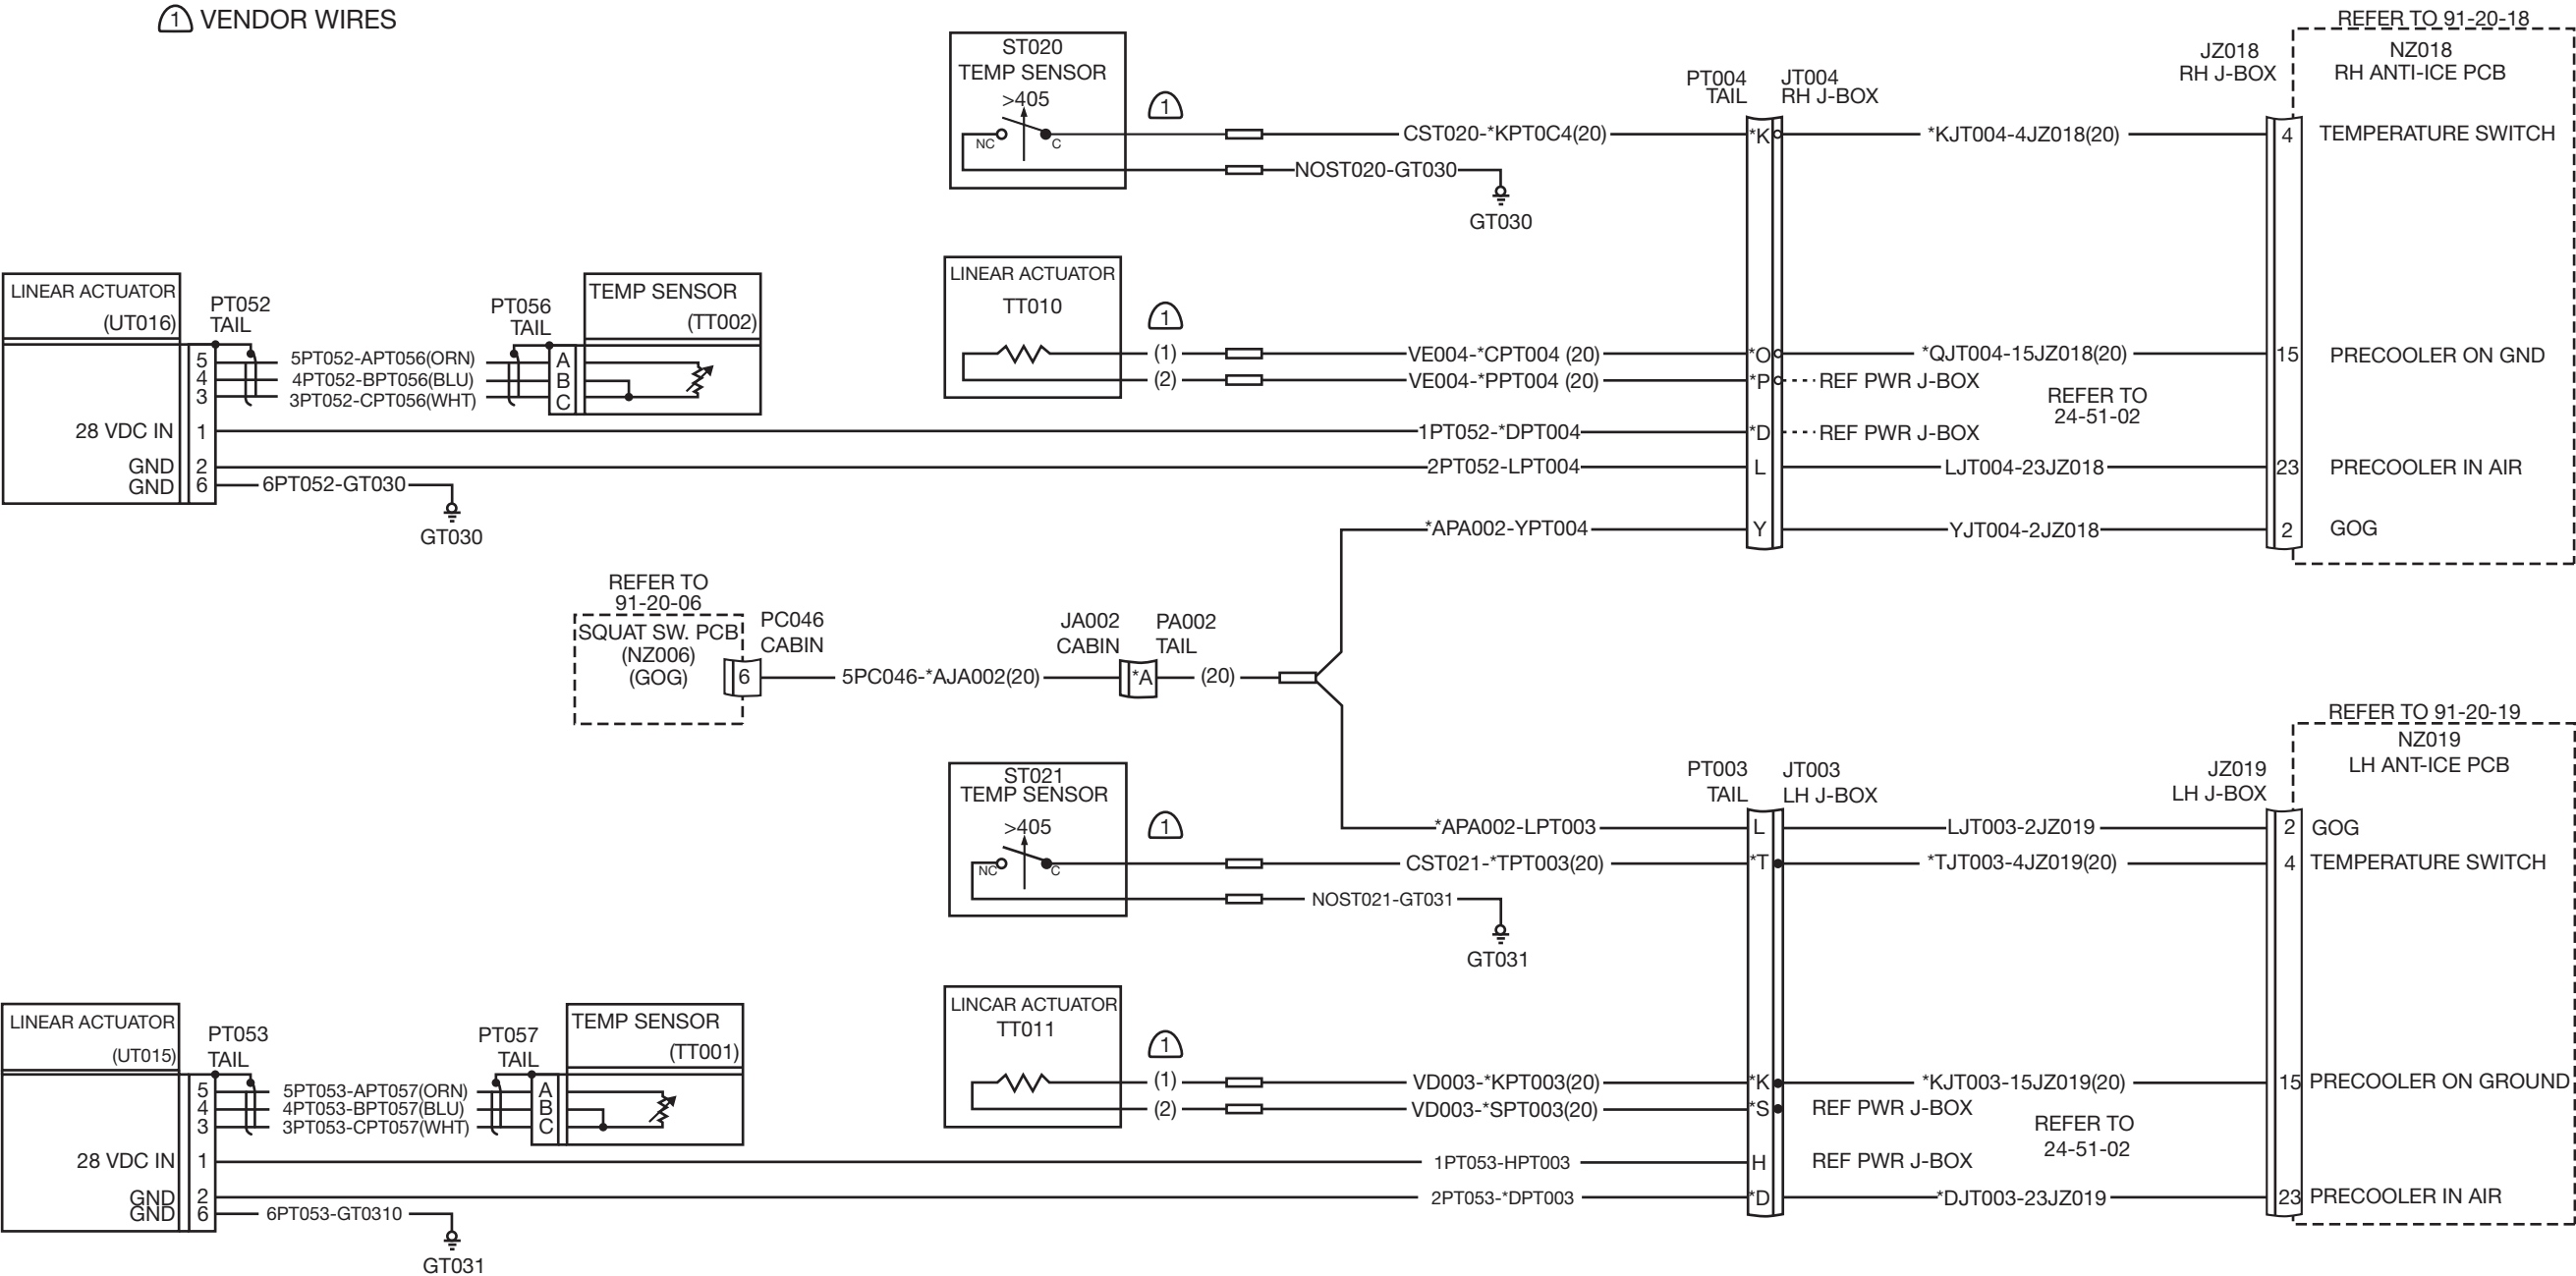 1 VENDOR WIRES
ST020
TEMP SENSOR
>405
NC
C
1
CST020-*KPT0C4(20)
NOST020-GT030
GT030
PT004
TAIL
JT004
RH J-BOX
*K
*KJT004-4JZ018(20)
JZ018
RH J-BOX
REFER TO 91-20-18
NZ018
RH ANTI-ICE PCB
4
TEMPERATURE SWITCH
LINEAR ACTUATOR
(UT016)
PT052
TAIL
PT056
TAIL
TEMP SENSOR
(TT002)
5
5PT052-APT056(ORN)
A
4
4PT052-BPT056(BLU)
B
3
3PT052-CPT056(WHT)
C
28 VDC IN
1
GND
2
GND
6
6PT052-GT030
GT030
LINEAR ACTUATOR
TT010
1
(1)
VE004-*CPT004 (20)
*O
*QJT004-15JZ018(20)
15
PRECOOLER ON GND
(2)
VE004-*PPT004 (20)
*P
REF PWR J-BOX
REFER TO
24-51-02
1PT052-*DPT004
*D
REF PWR J-BOX
2PT052-LPT004
L
LJT004-23JZ018
23
PRECOOLER IN AIR
*APA002-YPT004
Y
YJT004-2JZ018
2
GOG
REFER TO
91-20-06
SQUAT SW. PCB
(NZ006)
(GOG)
PC046
CABIN
6
5PC046-*AJA002(20)
JA002
CABIN
PA002
TAIL
*A
(20)
REFER TO 91-20-19
NZ019
LH ANT-ICE PCB
PT003
TAIL
JT003
LH J-BOX
JZ019
LH J-BOX
ST021
TEMP SENSOR
>405
NC
C
1
*APA002-LPT003
L
LJT003-2JZ019
2
GOG
CST021-*TPT003(20)
*T
*TJT003-4JZ019(20)
4
TEMPERATURE SWITCH
NOST021-GT031
GT031
LINEAR ACTUATOR
(UT015)
PT053
TAIL
PT057
TAIL
TEMP SENSOR
(TT001)
5
5PT053-APT057(ORN)
A
4
4PT053-BPT057(BLU)
B
3
3PT053-CPT057(WHT)
C
28 VDC IN
1
GND
2
GND
6
6PT053-GT0310
GT031
LINCAR ACTUATOR
TT011
1
(1)
VD003-*KPT003(20)
*K
*KJT003-15JZ019(20)
15
PRECOOLER ON GROUND
(2)
VD003-*SPT003(20)
*S
REF PWR J-BOX
REFER TO
24-51-02
1PT053-HPT003
H
REF PWR J-BOX
2PT053-*DPT003
*D
*DJT003-23JZ019
23
PRECOOLER IN AIR